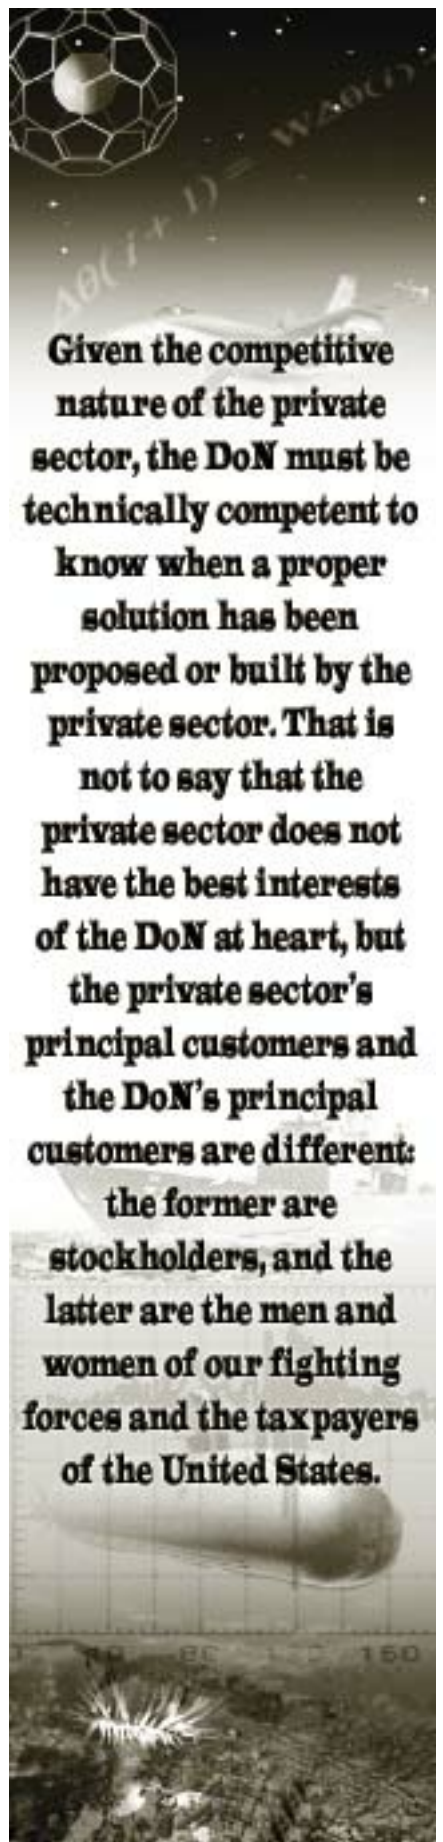 Δθ(i+1) = WΔθ(i)
Given the competitive
nature of the private
sector, the DoN must be
technically competent to
know when a proper
solution has been
proposed or built by the
private sector. That is
not to say that the
private sector does not
have the best interests
of the DoN at heart, but
the private sector's
principal customers and
the DoN's principal
customers are different:
the former are
stockholders, and the
latter are the men and
women of our fighting
forces and the taxpayers
of the United States.
150